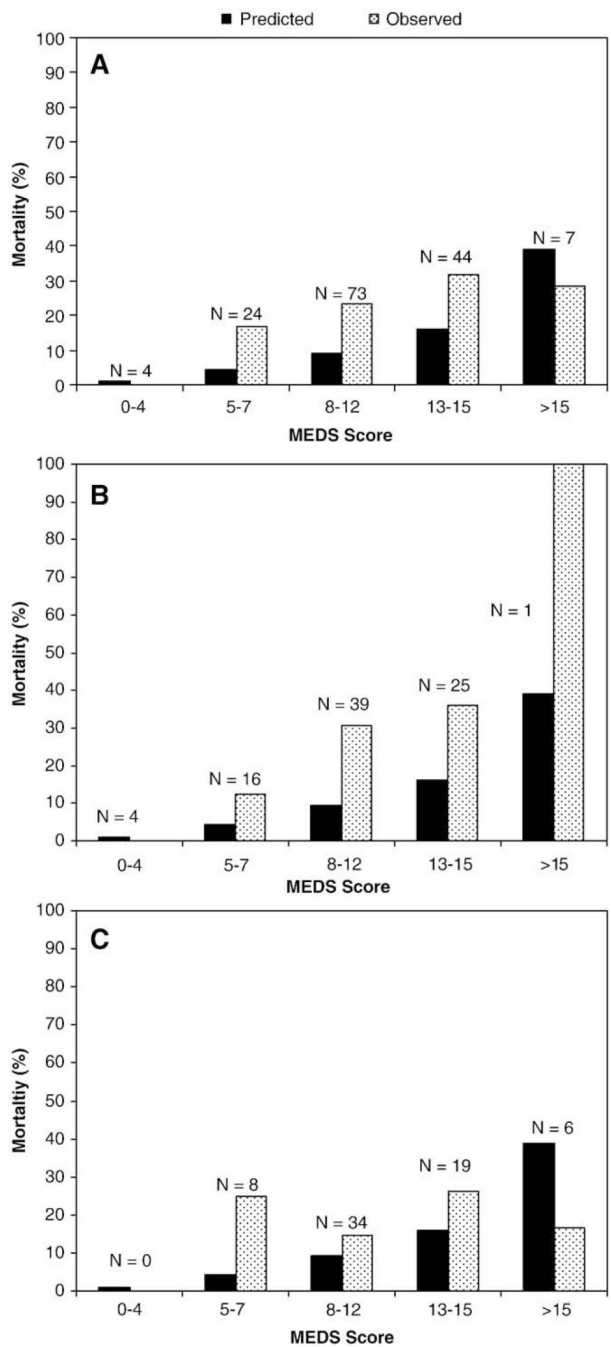 Predicted Observed
A
100
90
80
70
60
50
40
30
20
10
0
Mortality (%)
N = 4
N = 24
N = 73
N = 44
N = 7
0-4 5-7 8-12 13-15 >15
MEDS Score
B
100
90
80
70
60
50
40
30
20
10
0
Mortality (%)
N = 4
N = 16
N = 39
N = 25
N = 1
0-4 5-7 8-12 13-15 >15
MEDS Score
C
100
90
80
70
60
50
40
30
20
10
0
Mortaltiy (%)
N = 0
N = 8
N = 34
N = 19
N = 6
0-4 5-7 8-12 13-15 >15
MEDS Score